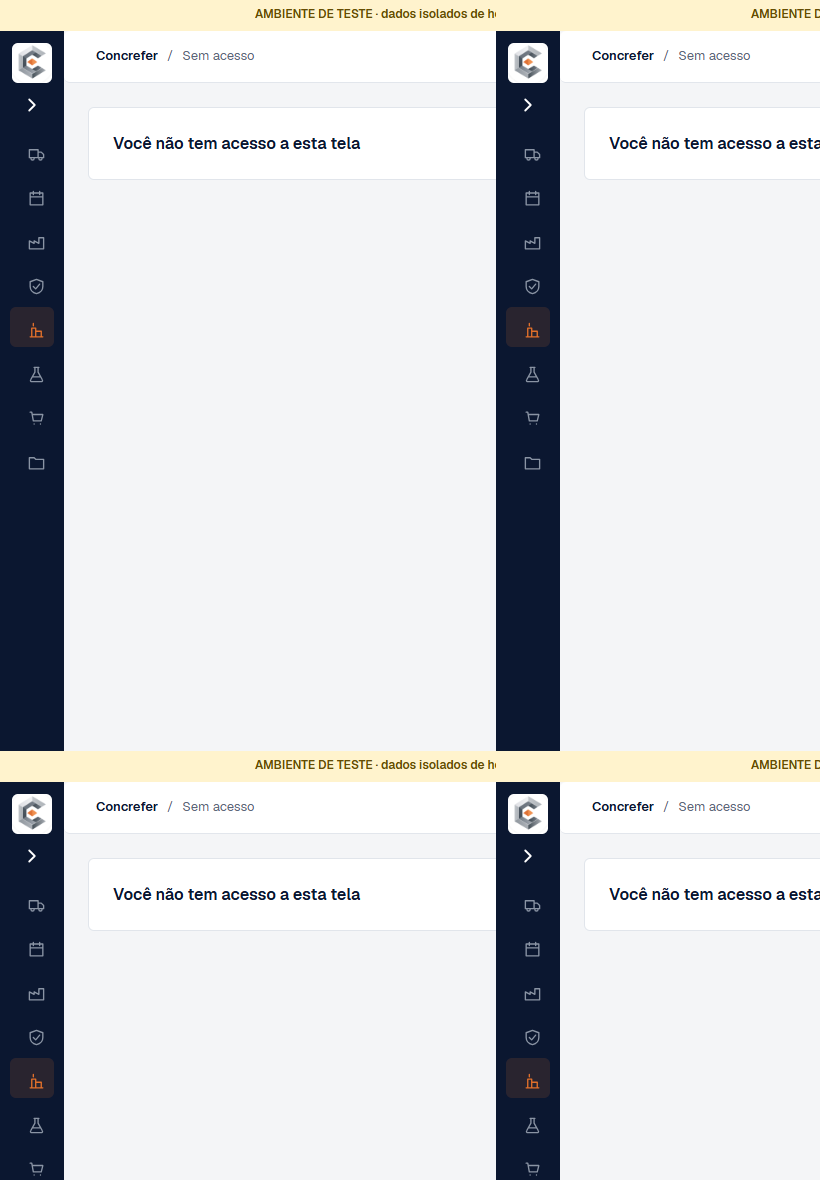 AMBIENTE DE TESTE · dados isolados de
AMBIENTE
Concrefer / Sem acesso
Concrefer / Sem acesso
Você não tem acesso a esta tela
Você não tem acesso a esta
AMBIENTE DE TESTE · dados isolados de
AMBIENTE
Concrefer / Sem acesso
Concrefer / Sem acesso
Você não tem acesso a esta tela
Você não tem acesso a esta